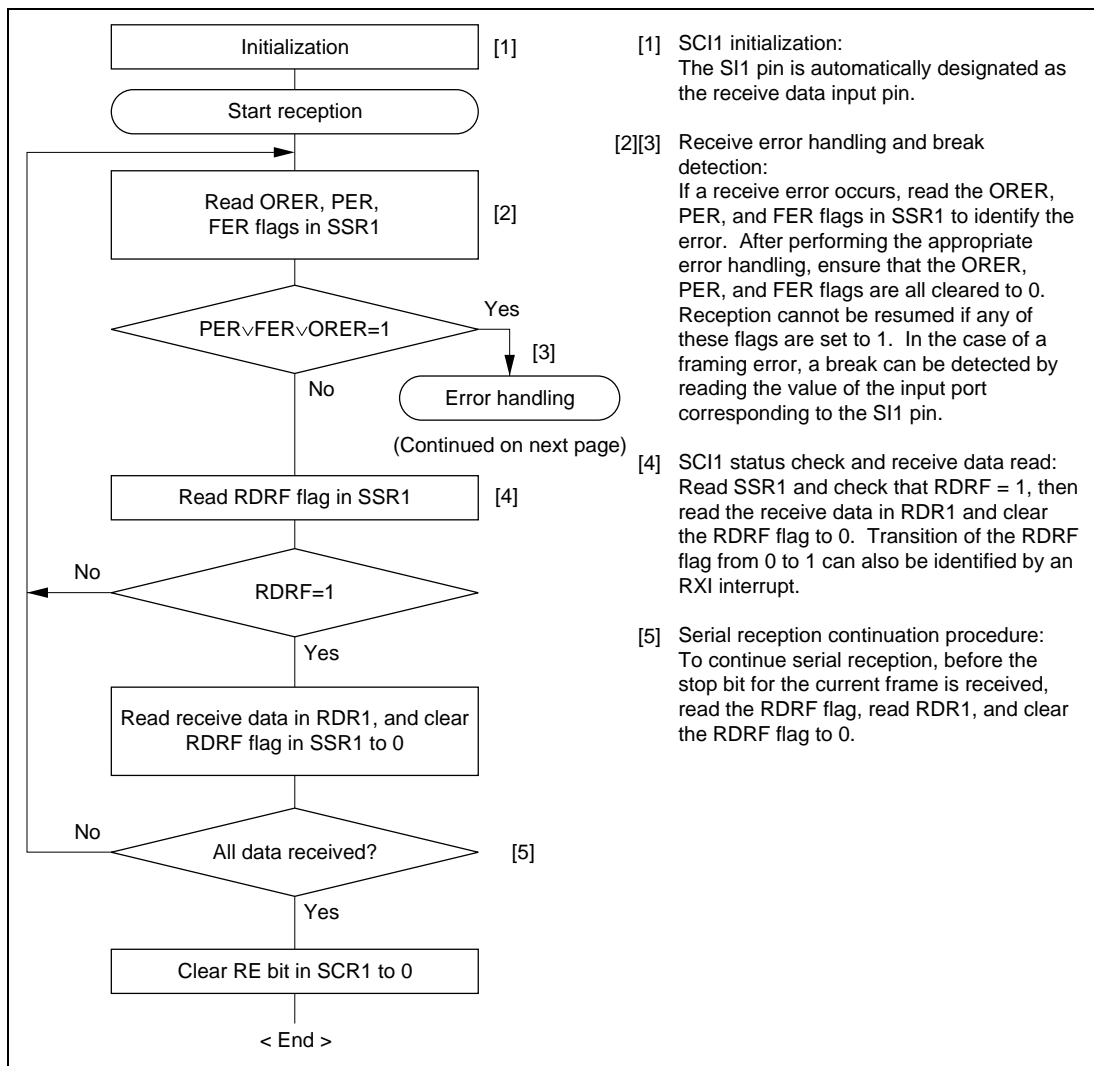 Initialization [1]
Start reception
Read ORER, PER,
FER flags in SSR1
[2]
PER∨FER∨ORER=1
Yes
[3]
No
Error handling
(Continued on next page)
Read RDRF flag in SSR1 [4]
No
RDRF=1
Yes
Read receive data in RDR1, and clear
RDRF flag in SSR1 to 0
No
All data received? [5]
Yes
Clear RE bit in SCR1 to 0
< End >
[1] SCI1 initialization:
The SI1 pin is automatically designated as
the receive data input pin.
[2][3] Receive error handling and break
detection:
If a receive error occurs, read the ORER,
PER, and FER flags in SSR1 to identify the
error. After performing the appropriate
error handling, ensure that the ORER,
PER, and FER flags are all cleared to 0.
Reception cannot be resumed if any of
these flags are set to 1. In the case of a
framing error, a break can be detected by
reading the value of the input port
corresponding to the SI1 pin.
[4] SCI1 status check and receive data read:
Read SSR1 and check that RDRF = 1, then
read the receive data in RDR1 and clear
the RDRF flag to 0. Transition of the RDRF
flag from 0 to 1 can also be identified by an
RXI interrupt.
[5] Serial reception continuation procedure:
To continue serial reception, before the
stop bit for the current frame is received,
read the RDRF flag, read RDR1, and clear
the RDRF flag to 0.